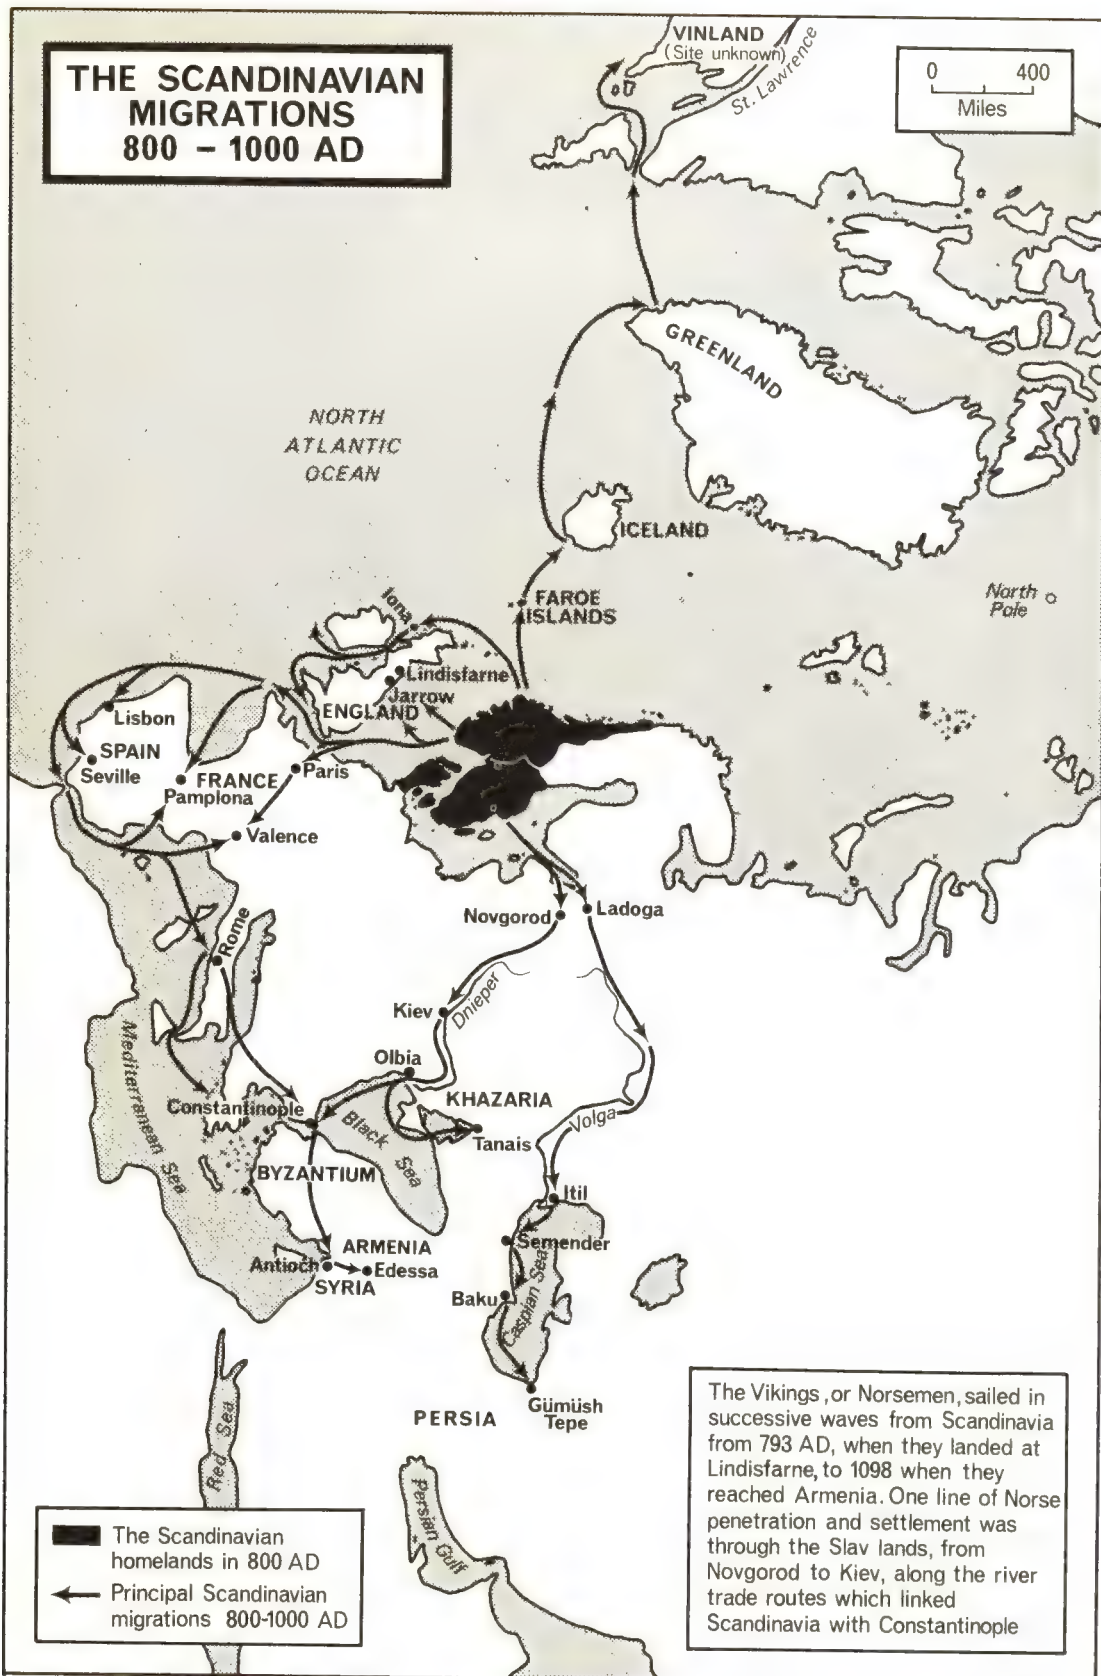 THE SCANDINAVIAN
MIGRATIONS
800 – 1000 AD
VINLAND
(Site unknown)
St. Lawrence
0 400
Miles
GREENLAND
NORTH
ATLANTIC
OCEAN
ICELAND
North
Pole
FAROE
ISLANDS
Iona
Lindisfarne
Jarrow
ENGLAND
Lisbon
SPAIN
Seville
FRANCE
Pamplona
Paris
Valence
Novgorod
Ladoga
Rome
Kiev
Dnieper
Olbia
Mediterranean Sea
Constantinople
KHAZARIA
Black Sea
Tanais
Volga
BYZANTIUM
Itil
Semender
ARMENIA
Antioch
Edessa
SYRIA
Baku
Caspian Sea
Gümüsh
Tepe
PERSIA
Red Sea
Persian Gulf
The Scandinavian
homelands in 800 AD
Principal Scandinavian
migrations 800-1000 AD
The Vikings, or Norsemen, sailed in
successive waves from Scandinavia
from 793 AD, when they landed at
Lindisfarne, to 1098 when they
reached Armenia. One line of Norse
penetration and settlement was
through the Slav lands, from
Novgorod to Kiev, along the river
trade routes which linked
Scandinavia with Constantinople